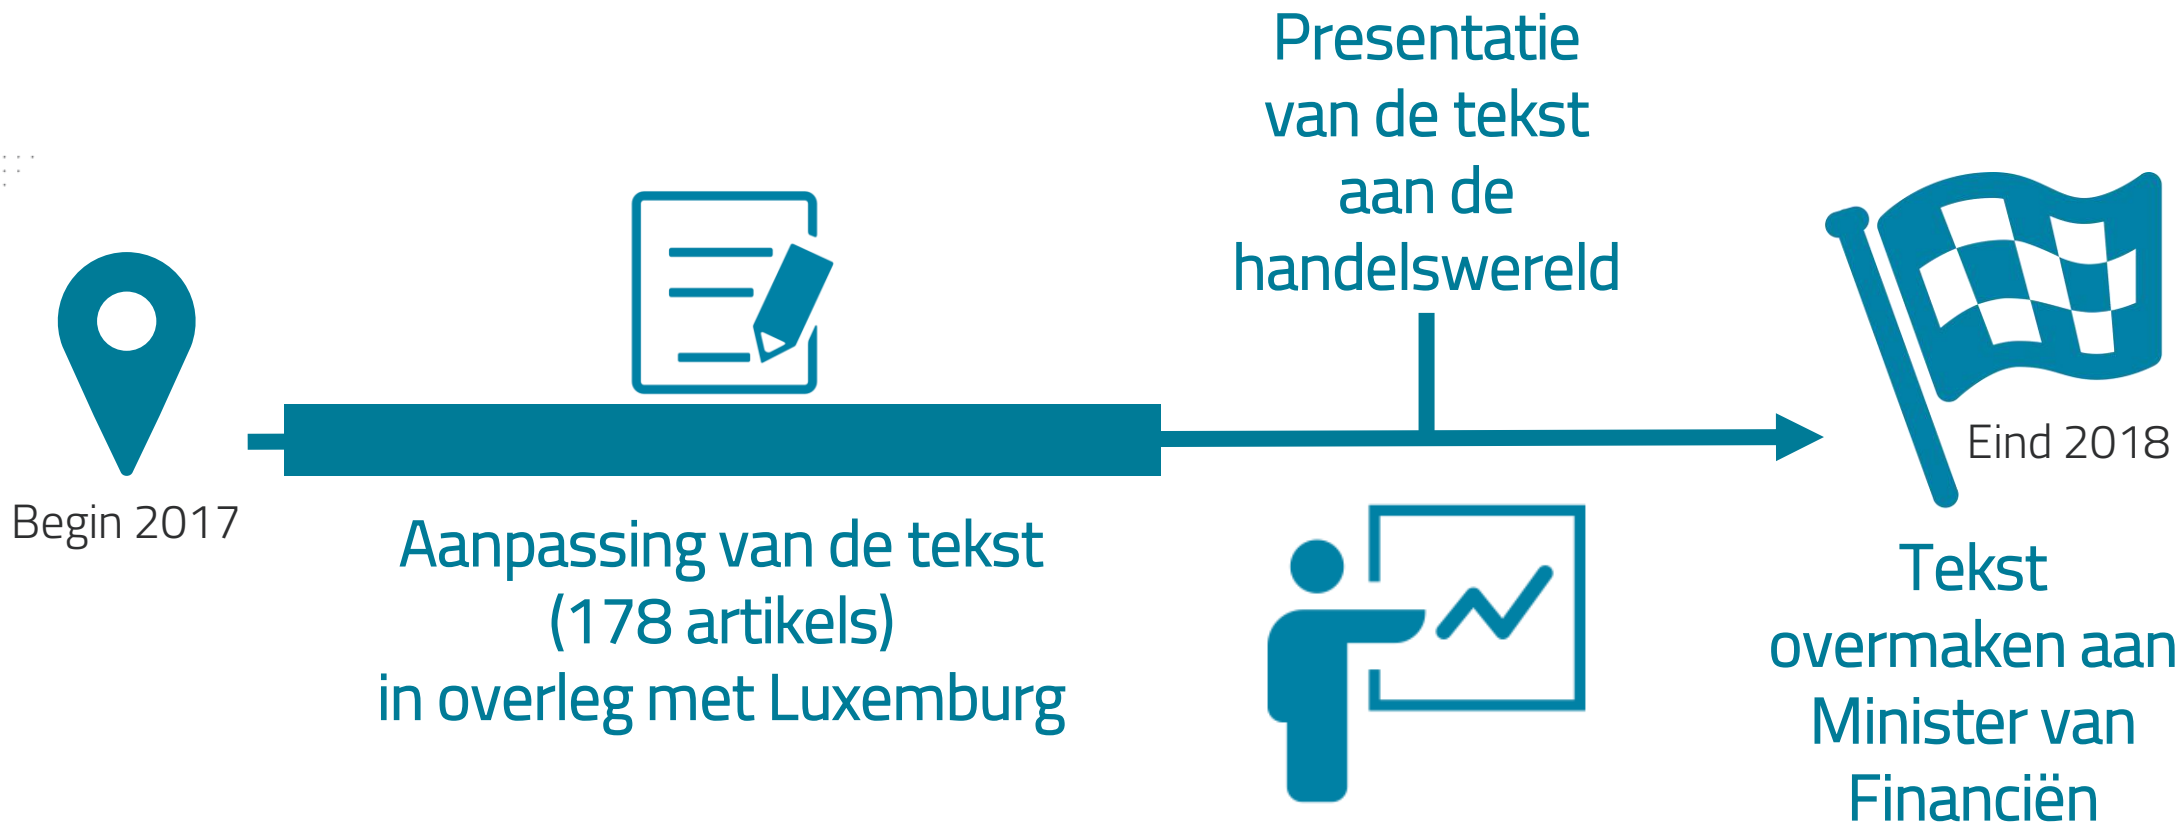 Begin 2017
Aanpassing van de tekst
(178 artikels)
in overleg met Luxemburg
Presentatie
van de tekst
aan de
handelswereld
Eind 2018
Tekst
overmaken aan
Minister van
Financiën